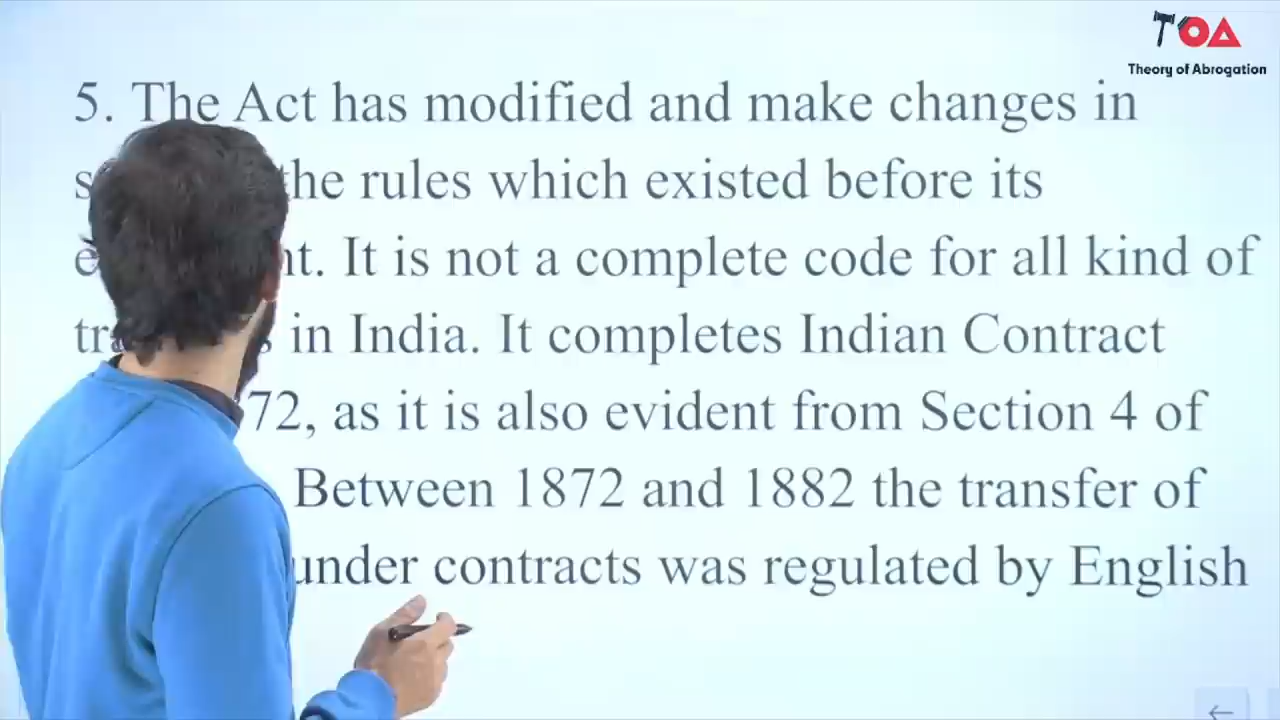 TOA
Theory of Abrogation
5. The Act has modified and make changes in
the rules which existed before its
It is not a complete code for all kind of
in India. It completes Indian Contract
72, as it is also evident from Section 4 of
Between 1872 and 1882 the transfer of
under contracts was regulated by English